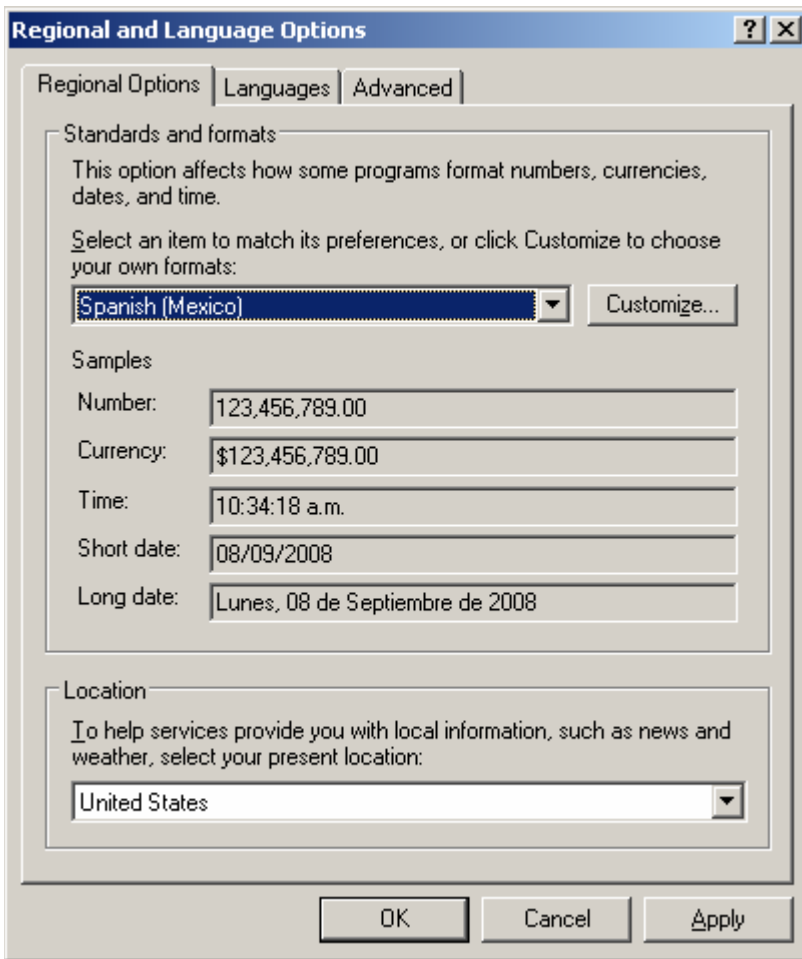 Regional and Language Options
Regional Options Languages Advanced
Standards and formats
This option affects how some programs format numbers, currencies,
dates, and time.
Select an item to match its preferences, or click Customize to choose
your own formats:
Spanish (Mexico) Customize...
Samples
Number: 123,456,789.00
Currency: $123,456,789.00
Time: 10:34:18 a.m.
Short date: 08/09/2008
Long date: Lunes, 08 de Septiembre de 2008
Location
To help services provide you with local information, such as news and
weather, select your present location:
United States
OK Cancel Apply